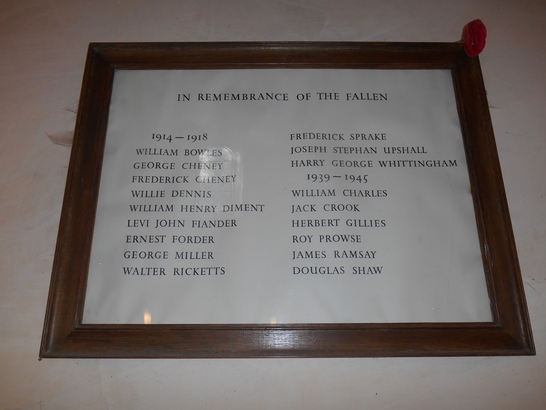 IN REMEMBRANCE OF THE FALLEN
1914 – 1918
WILLIAM BOWLES
GEORGE CHENEY
FREDERICK CHENEY
WILLIE DENNIS
WILLIAM HENRY DIMENT
LEVI JOHN FIANDER
ERNEST FORDER
GEORGE MILLER
WALTER RICKETTS
FREDERICK SPRAKE
JOSEPH STEPHAN UPSHALL
HARRY GEORGE WHITTINGHAM
1939 – 1945
WILLIAM CHARLES
JACK CROOK
HERBERT GILLIES
ROY PROWSE
JAMES RAMSAY
DOUGLAS SHAW